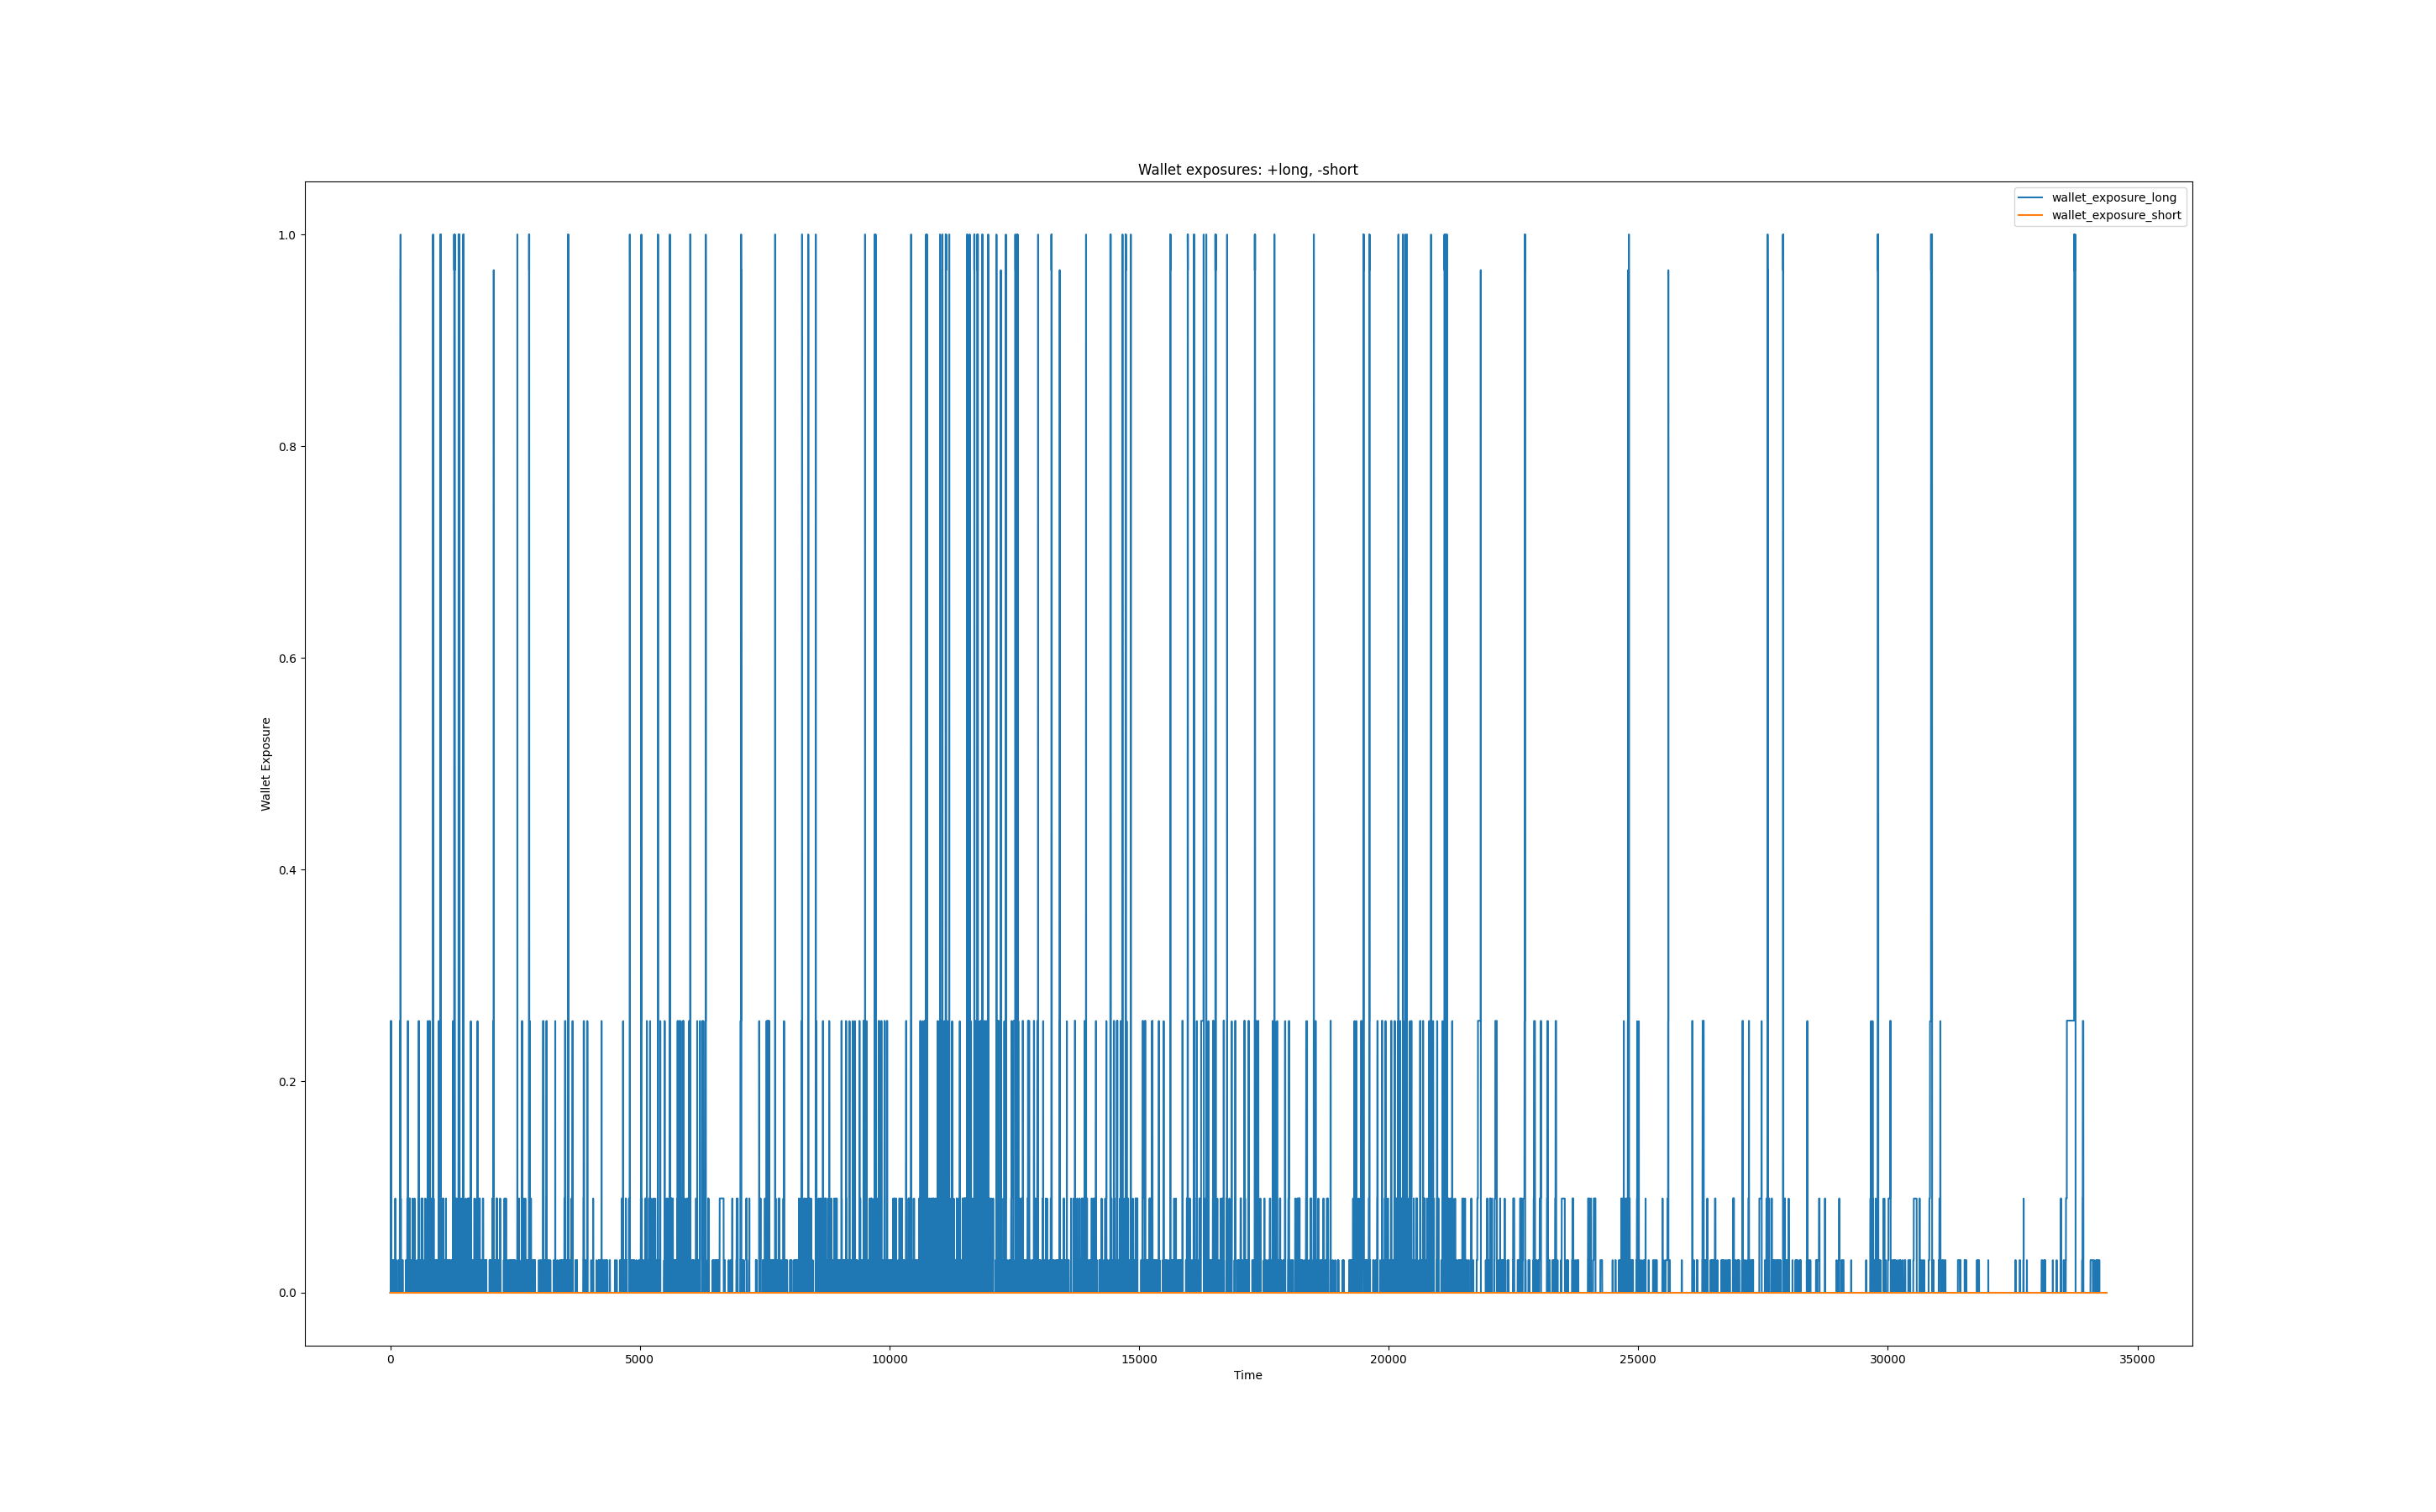 Wallet exposures: +long, -short
wallet_exposure_long
wallet_exposure_short
1.0
0.8
0.6
0.4
0.2
0.0
Wallet Exposure
0 5000 10000 15000 20000 25000 30000 35000
Time